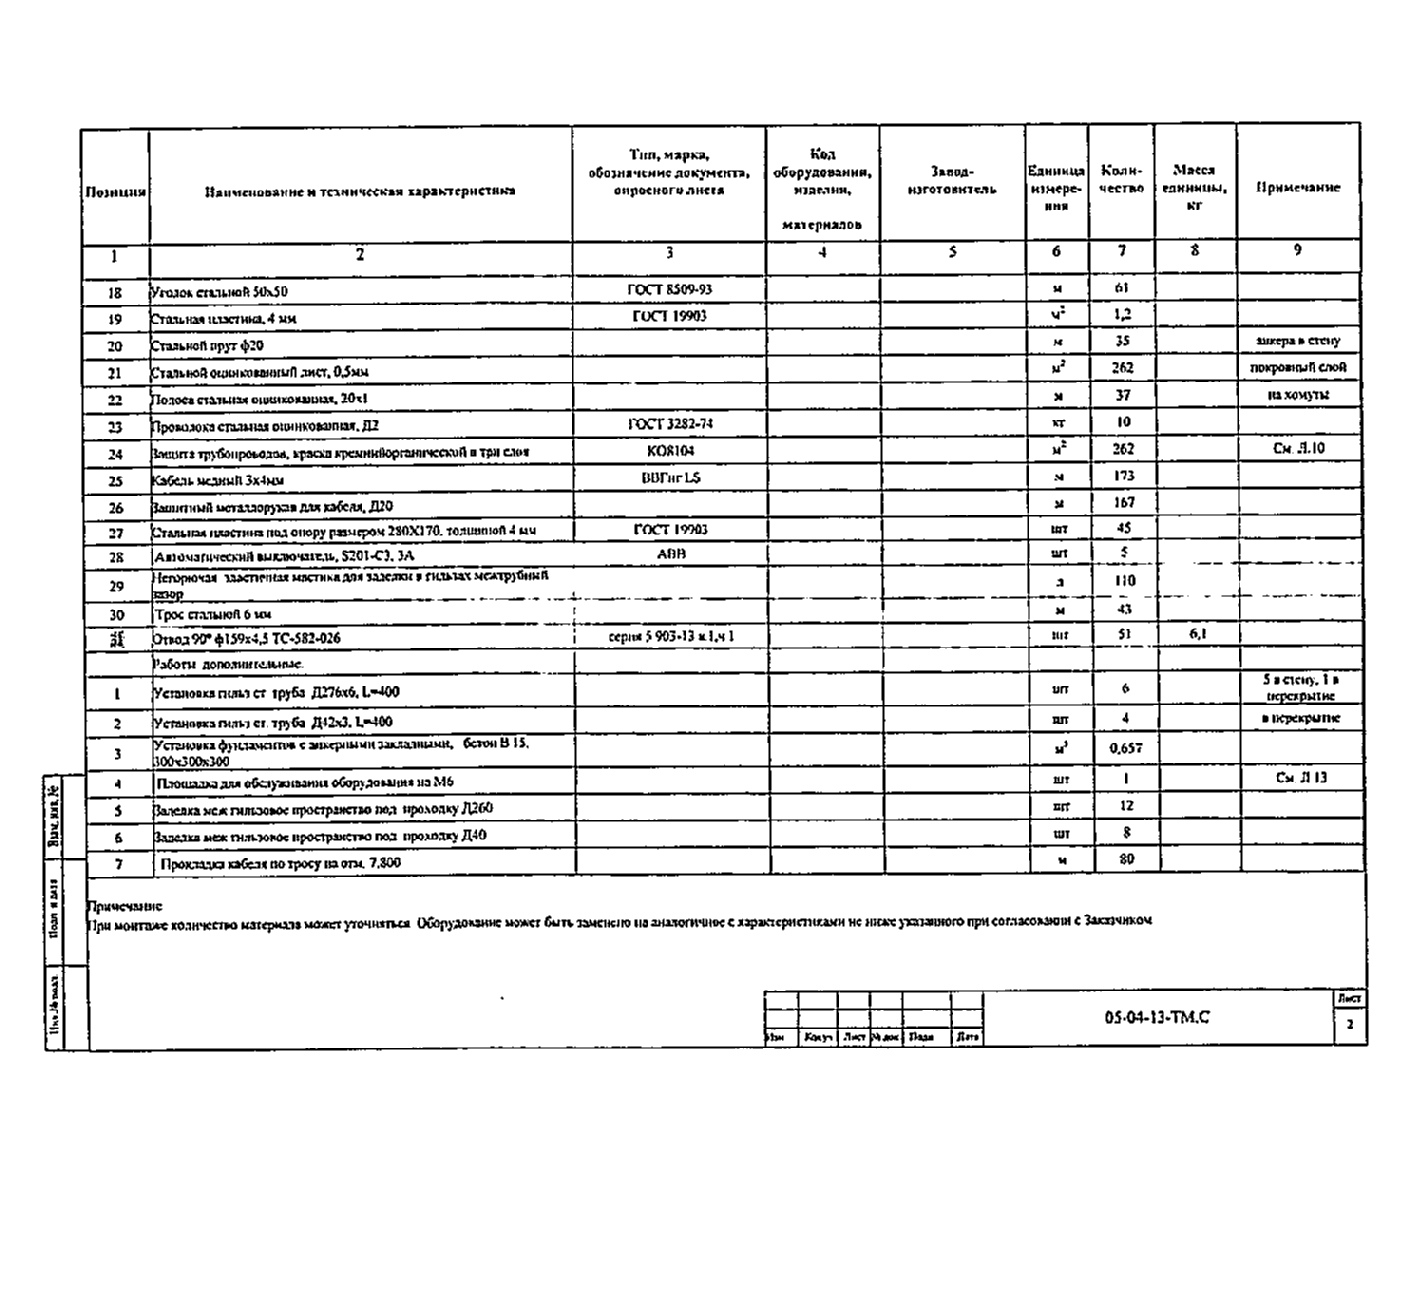 Позиция
Наименование и техническая характеристика
Тип, марка,
обозначение документа,
опросного листа
Код
оборудования,
изделия,
материалов
Завод-
изготовитель
Единица
измере-
ния
Коли-
чество
Масса
единицы,
кг
Примечание
1 2 3 4 5 6 7 8 9
18 Уголок стальной 50х50 ГОСТ 8509-93 м 61
19 Стальная пластина, 4 мм ГОСТ 19903 м² 1,2
20 Стальной прут ф20 м 35 анкера в стену
21 Стальной оцинкованный лист, 0,5мм м² 262 покровный слой
22 Полоса стальная оцинкованная, 20х1 м 37 на хомуты
23 Проволока стальная оцинкованная, Д2 ГОСТ 3282-74 кг 10
24 Защита трубопроводов, краска кремнийорганической в три слоя КО8104 м² 262 См. Л.10
25 Кабель медный 3х4мм ВВГнг LS м 173
26 Защитный металлорукав для кабеля, Д20 м 167
27 Стальная пластина под опору размером 280Х170, толщиной 4 мм ГОСТ 19903 шт 45
28 Автоматический выключатель, S201-C3, 3А АВВ шт 5
29 Негорючая эластичная мастика для заделки в гильзах межтрубный
зазор л 110
30 Трос стальной 6 мм м 43
31 Отвод 90° ф159х4,5 ТС-582-026 серия 5 903-13 в 1,ч 1 шт 51 6,1
Работы дополнительные.
1 Установка гильз ст труба Д276х6, L=400 шт 6 5 в стену, 1 в
перекрытие
2 Установка гильз ст. труба Д42х3, L=400 шт 4 в перекрытие
3 Установка фундаментов с анкерными закладными, бетон В 15,
300х300х300 м³ 0,657
4 Площадка для обслуживания оборудования на М6 шт 1 См Л 13
5 Заделка меж гильзовое пространство под проходку Д260 шт 12
6 Заделка меж гильзовое пространство под проходку Д40 шт 8
7 Прокладка кабеля по тросу на отм. 7,800 м 80
Примечание
При монтаже количество материала может уточняться Оборудование может быть заменено на аналогичное с характеристиками не ниже указанного при согласовании с Заказчиком
Взам. инв. №
Подп и дата
Инв.№ подл.
Изм Кол.уч Лист № док Подп Дата
05-04-13-ТМ.С
Лист
2